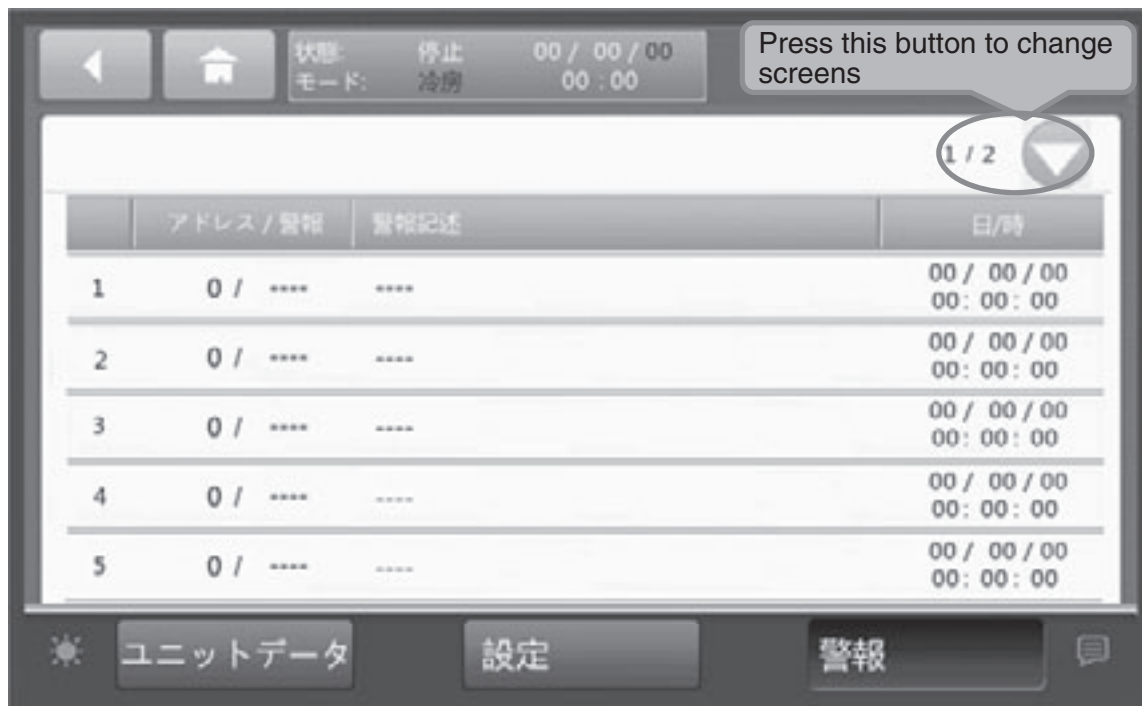 状態: 停止 00 / 00 / 00
モード: 冷房 00 : 00
Press this button to change
screens
1 / 2
アドレス / 警報 警報記述 日/時
1 0 / ---- ---- 00 / 00 / 00
00: 00: 00
2 0 / ---- ---- 00 / 00 / 00
00: 00: 00
3 0 / ---- ---- 00 / 00 / 00
00: 00: 00
4 0 / ---- ---- 00 / 00 / 00
00: 00: 00
5 0 / ---- ---- 00 / 00 / 00
00: 00: 00
ユニットデータ 設定 警報